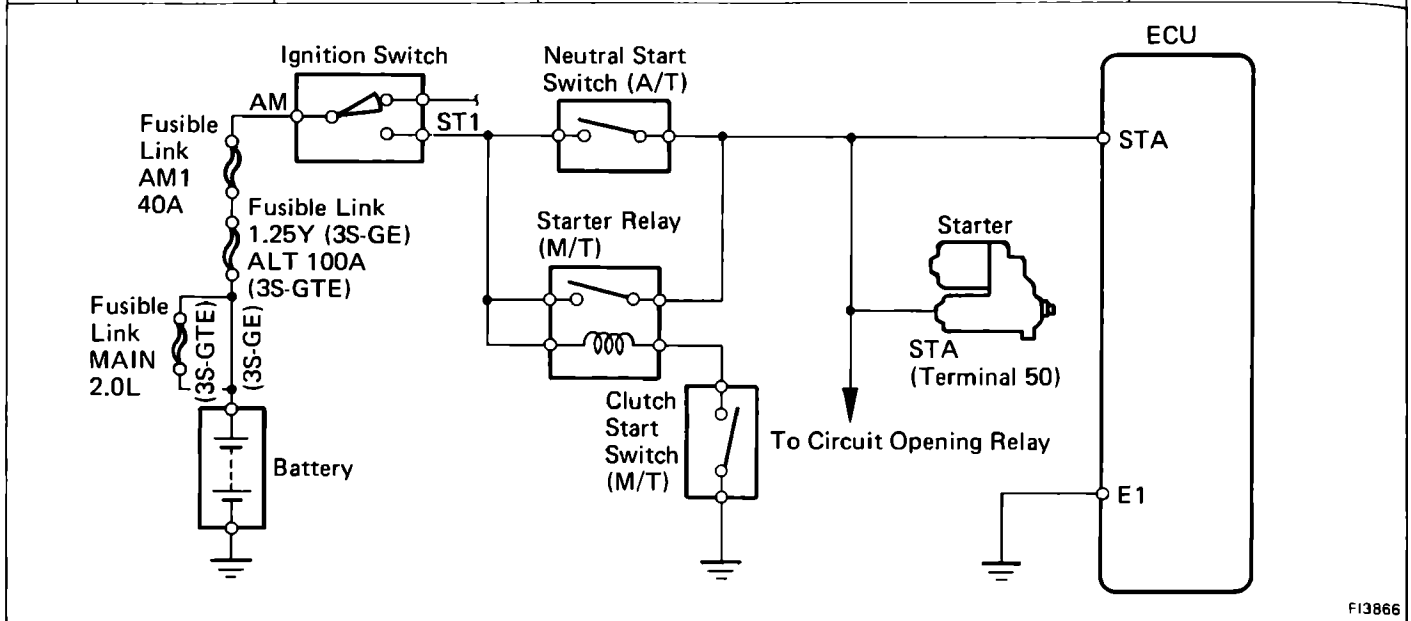 ECU
Ignition Switch
Neutral Start
Switch (A/T)
AM
ST1
STA
Fusible
Link
AM1
40A
Fusible Link
1.25Y (3S-GE)
ALT 100A
(3S-GTE)
Starter Relay
(M/T)
Starter
Fusible
Link
MAIN
2.0L
(3S-GTE)
(3S-GE)
STA
(Terminal 50)
Clutch
Start
Switch
(M/T)
To Circuit Opening Relay
Battery
E1
FI3866